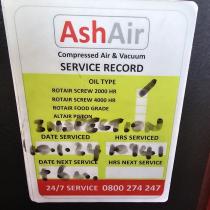 AshAir
Compressed Air & Vacuum
SERVICE RECORD
OIL TYPE
ROTAIR SCREW 2000 HR
ROTAIR SCREW 4000 HR
ROTAIR FOOD GRADE
ALTAIR PISTON
DATE SERVICED HRS SERVICED
DATE NEXT SERVICE HRS NEXT SERVICE
24/7 SERVICE 0800 274 247